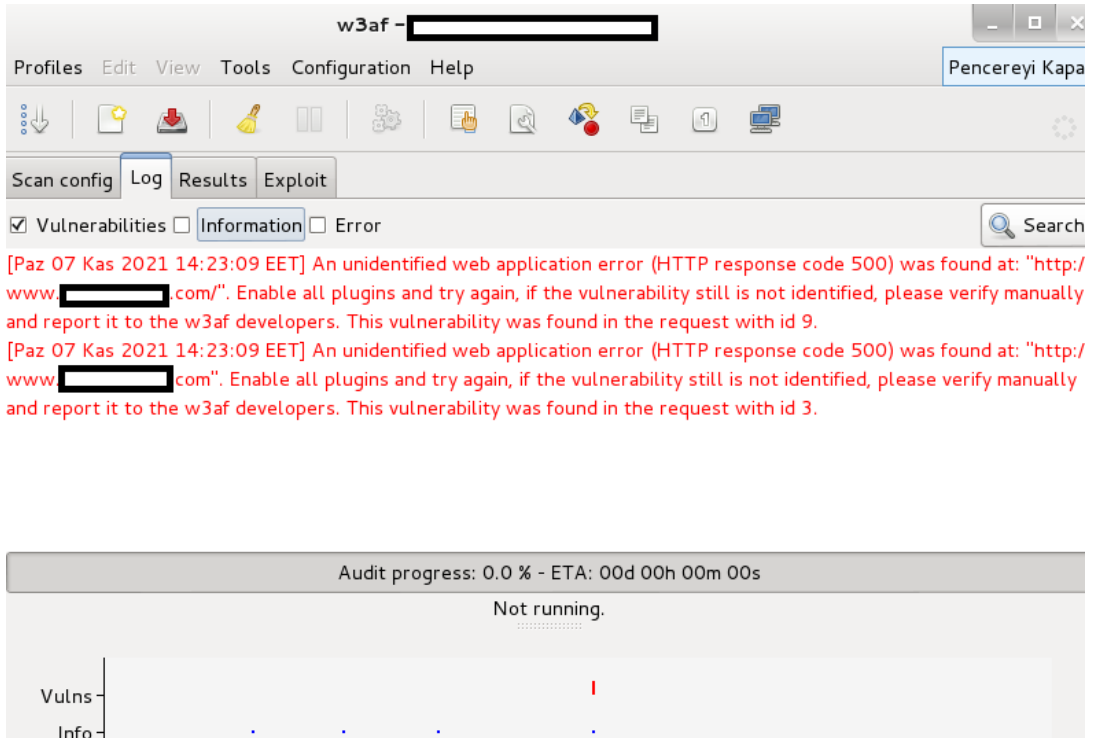 w3af –
Profiles Edit View Tools Configuration Help
Pencereyi Kapa
1
Scan config Log Results Exploit
Vulnerabilities Information Error
Search
[Paz 07 Kas 2021 14:23:09 EET] An unidentified web application error (HTTP response code 500) was found at: "http:/
www. .com/". Enable all plugins and try again, if the vulnerability still is not identified, please verify manually
and report it to the w3af developers. This vulnerability was found in the request with id 9.
[Paz 07 Kas 2021 14:23:09 EET] An unidentified web application error (HTTP response code 500) was found at: "http:/
www. com". Enable all plugins and try again, if the vulnerability still is not identified, please verify manually
and report it to the w3af developers. This vulnerability was found in the request with id 3.
Audit progress: 0.0 % - ETA: 00d 00h 00m 00s
Not running.
Vulns
Info